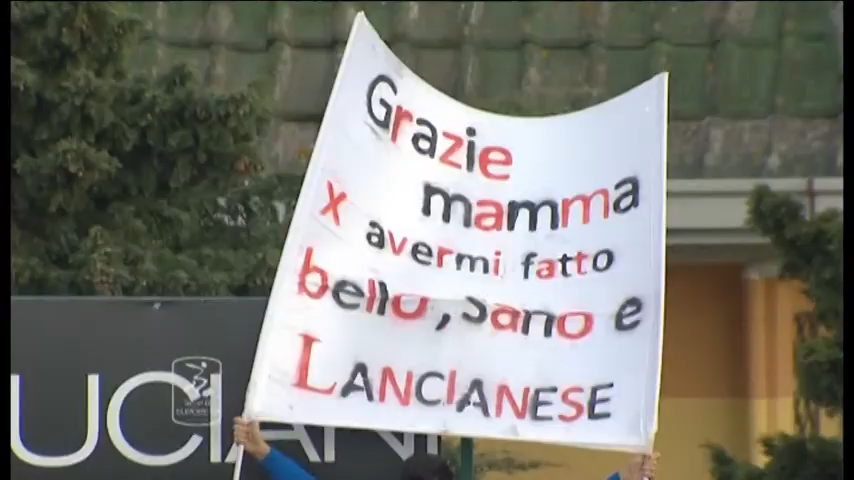 Grazie
mamma
x avermi fatto
bello, sano e
LANCIANESE
UCIANI